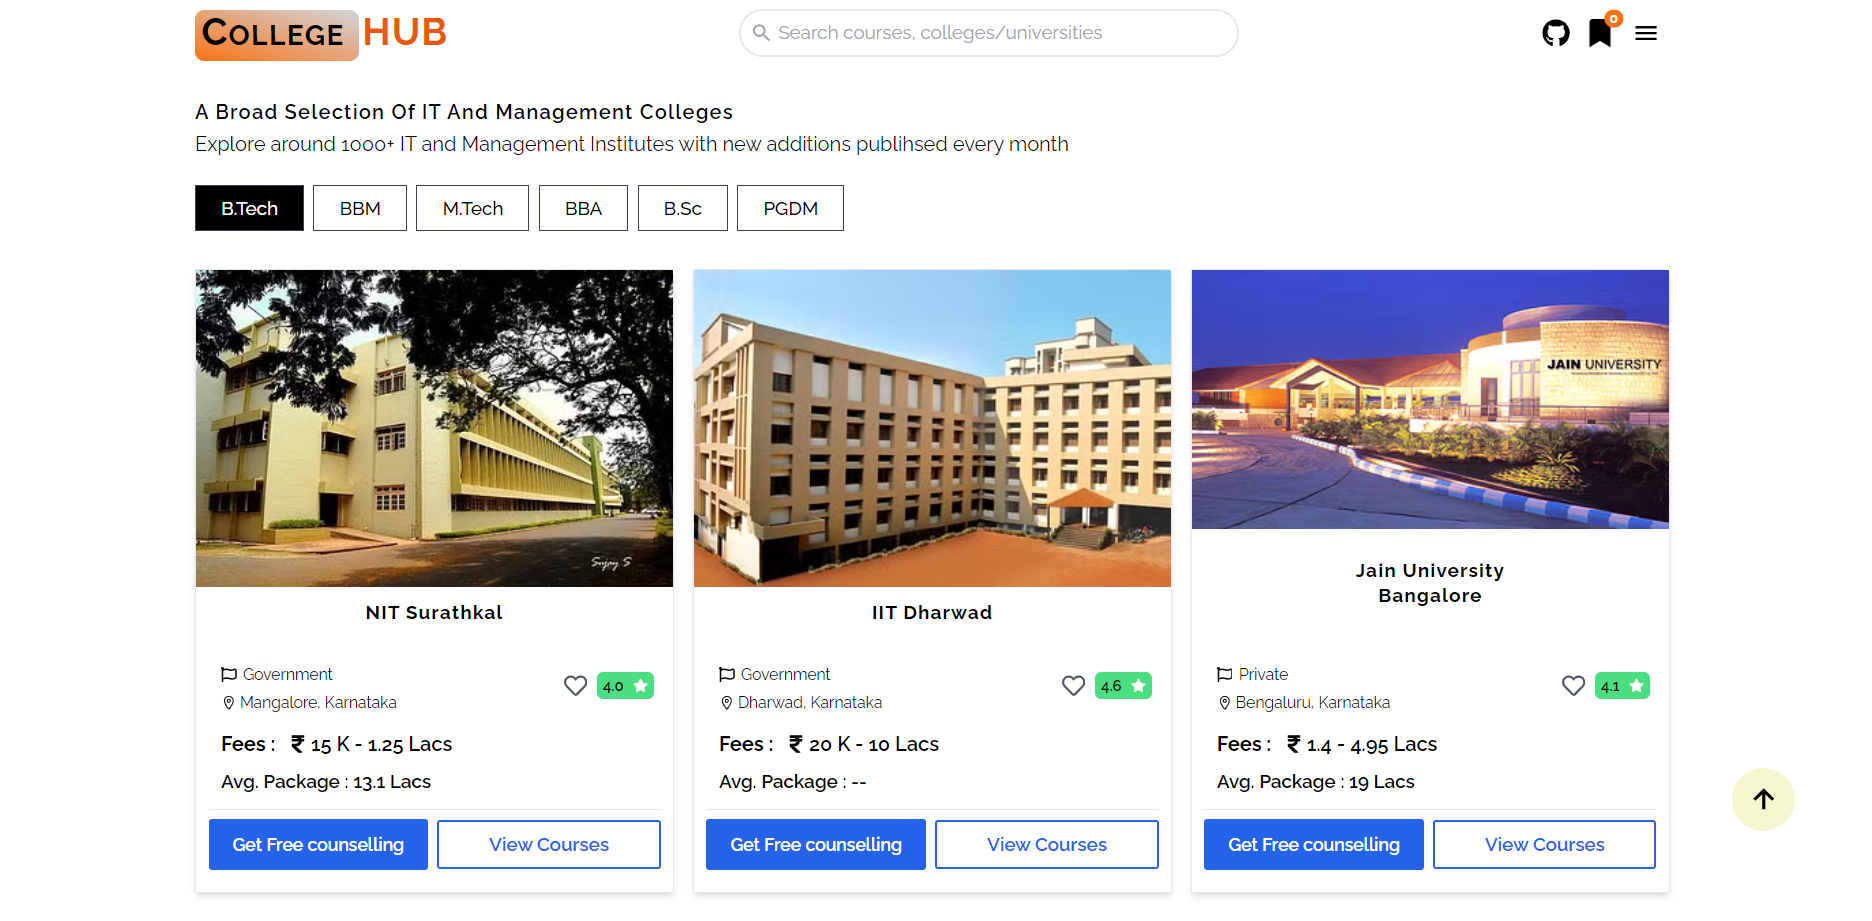 COLLEGE HUB
Search courses, colleges/universities
0
A Broad Selection Of IT And Management Colleges
Explore around 1000+ IT and Management Institutes with new additions publihsed every month
B.Tech
BBM
M.Tech
BBA
B.Sc
PGDM
NIT Surathkal
Government
Mangalore, Karnataka
4.0
Fees : ₹ 15 K - 1.25 Lacs
Avg. Package : 13.1 Lacs
Get Free counselling
View Courses
IIT Dharwad
Government
Dharwad, Karnataka
4.6
Fees : ₹ 20 K - 10 Lacs
Avg. Package : --
Get Free counselling
View Courses
JAIN UNIVERSITY
Jain University
Bangalore
Private
Bengaluru, Karnataka
4.1
Fees : ₹ 1.4 - 4.95 Lacs
Avg. Package : 19 Lacs
Get Free counselling
View Courses